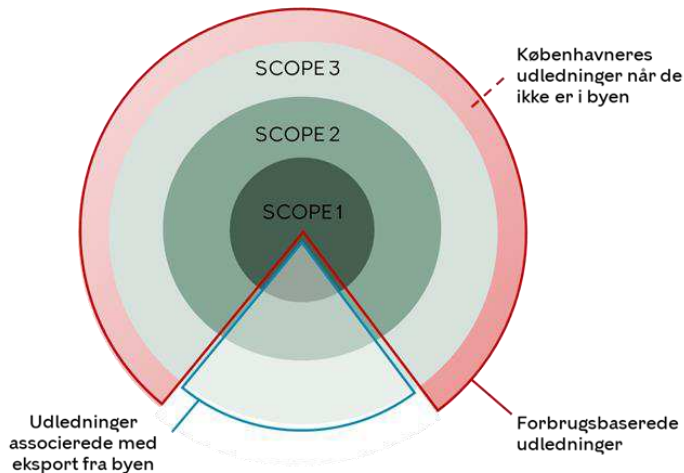 Københavneres
udledninger når de
ikke er i byen
SCOPE 3
SCOPE 2
SCOPE 1
Udledninger
associerede med
eksport fra byen
Forbrugsbaserede
udledninger